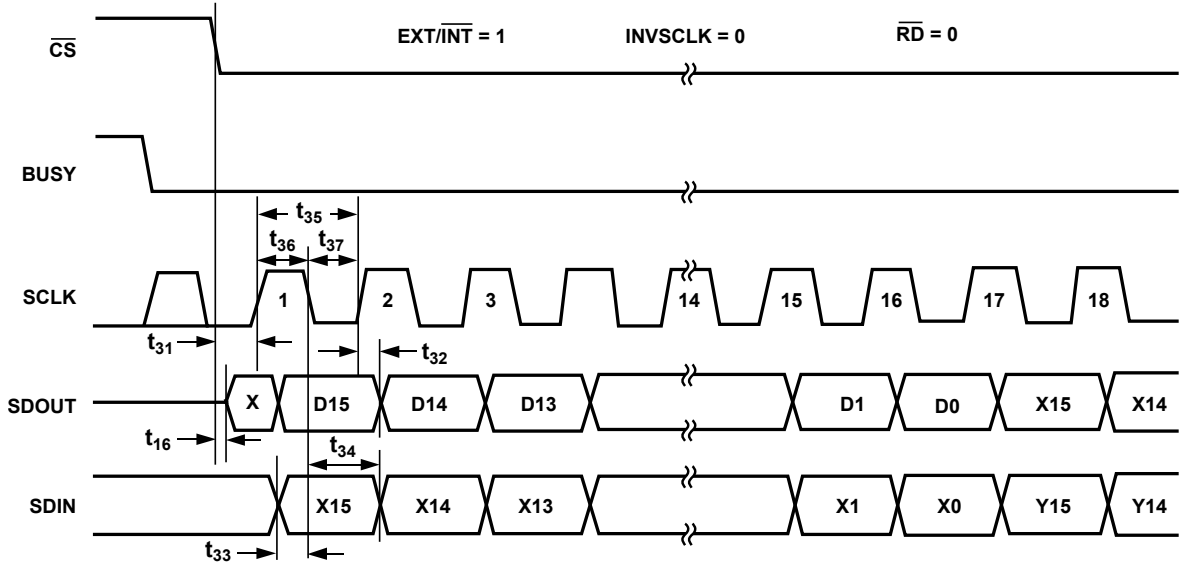 CS EXT/INT = 1 INVSCLK = 0 RD = 0
BUSY
t35
t36 t37
SCLK 1 2 3 14 15 16 17 18
t31 t32
SDOUT X D15 D14 D13 D1 D0 X15 X14
t16 t34
SDIN X15 X14 X13 X1 X0 Y15 Y14
t33